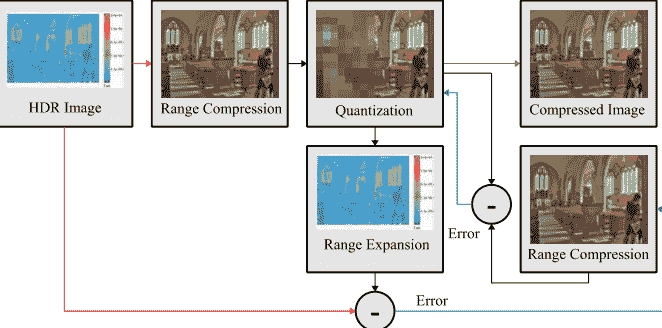 HDR Image
Range Compression
Quantization
Compressed Image
Range Expansion
Error
Range Compression
Error